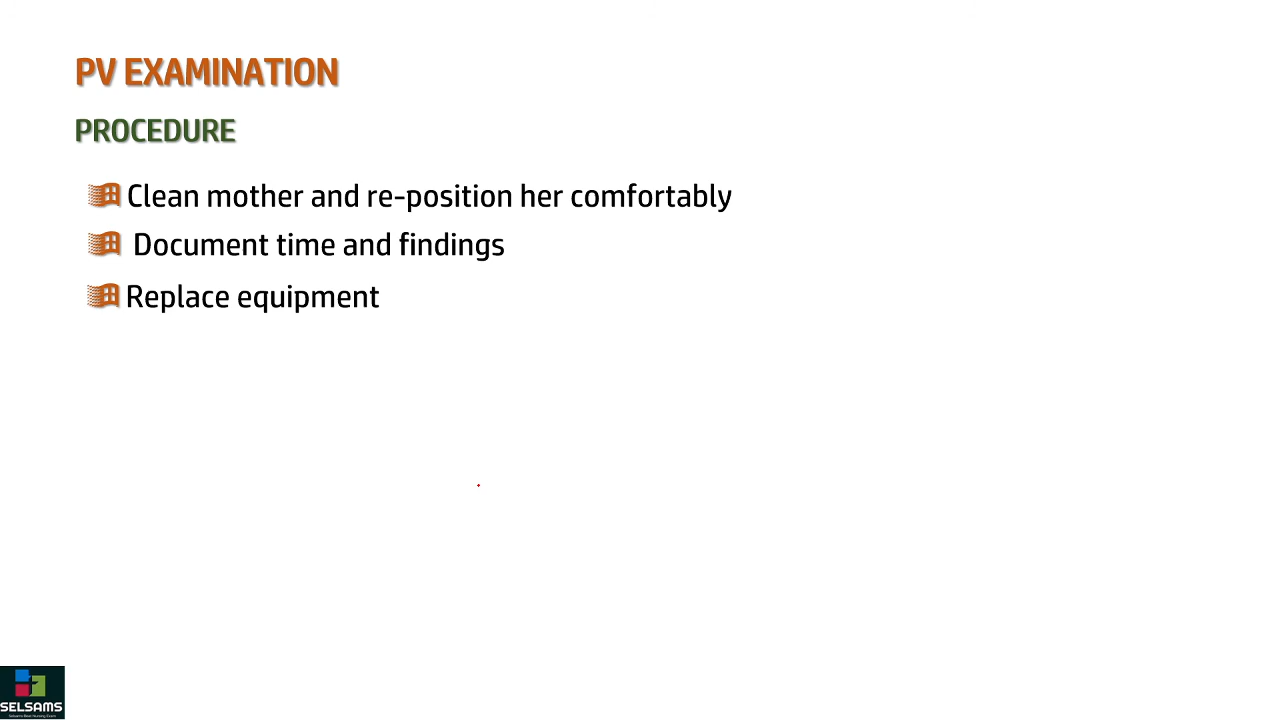 PV EXAMINATION
PROCEDURE
Clean mother and re-position her comfortably
Document time and findings
Replace equipment
SELSAMS